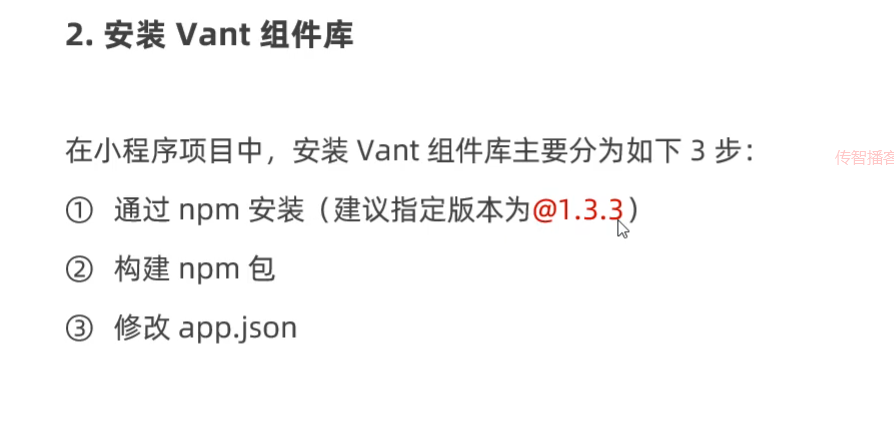 2. 安装 Vant 组件库
在小程序项目中，安装 Vant 组件库主要分为如下 3 步：
传智播客
① 通过 npm 安装（建议指定版本为@1.3.3）
② 构建 npm 包
③ 修改 app.json